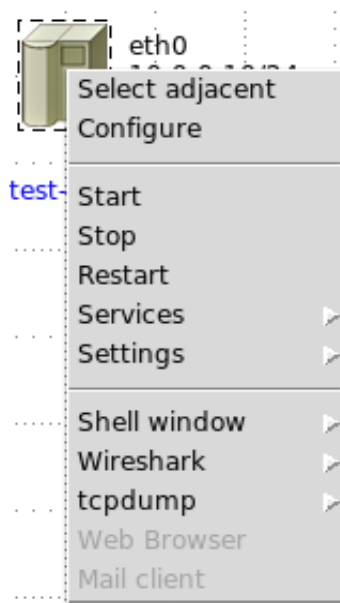 eth0
Select adjacent
Configure
test-
Start
Stop
Restart
Services
Settings
Shell window
Wireshark
tcpdump
Web Browser
Mail client